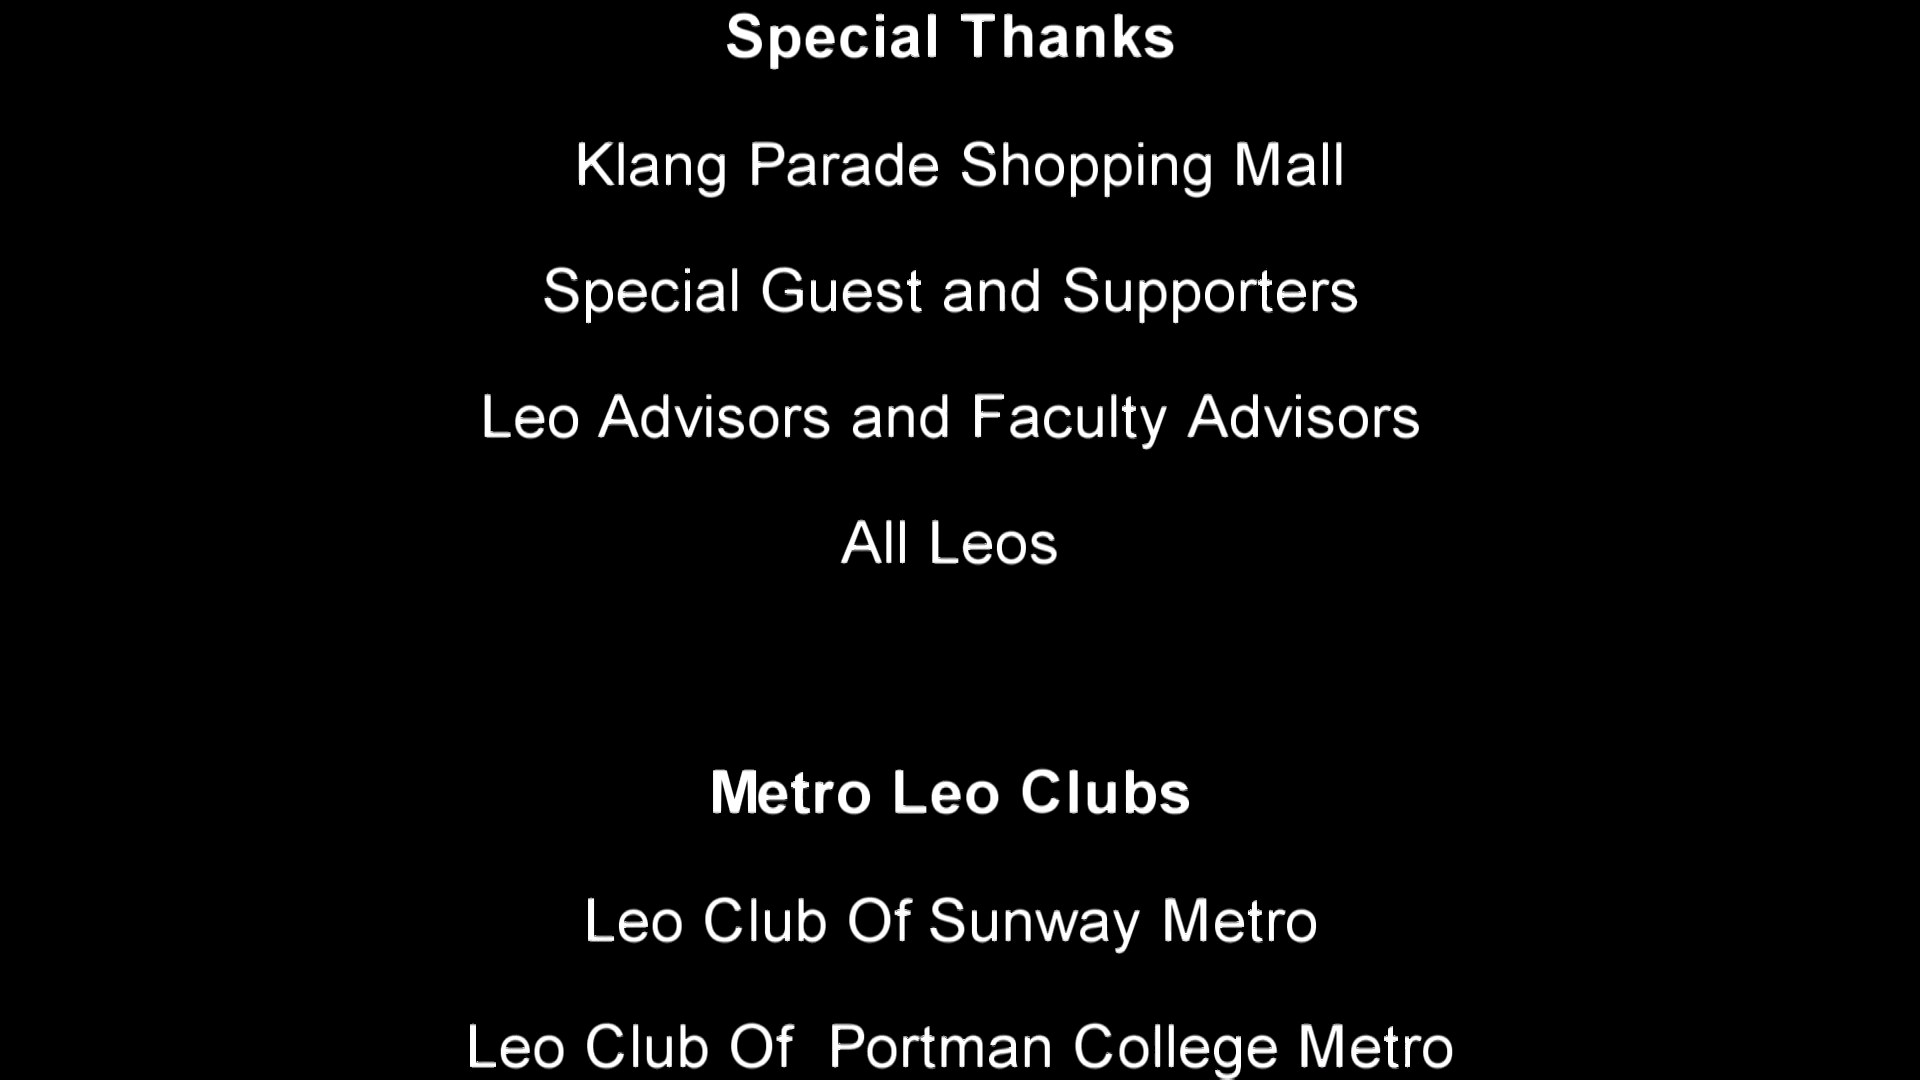 Special Thanks
Klang Parade Shopping Mall
Special Guest and Supporters
Leo Advisors and Faculty Advisors
All Leos
Metro Leo Clubs
Leo Club Of Sunway Metro
Leo Club Of  Portman College Metro